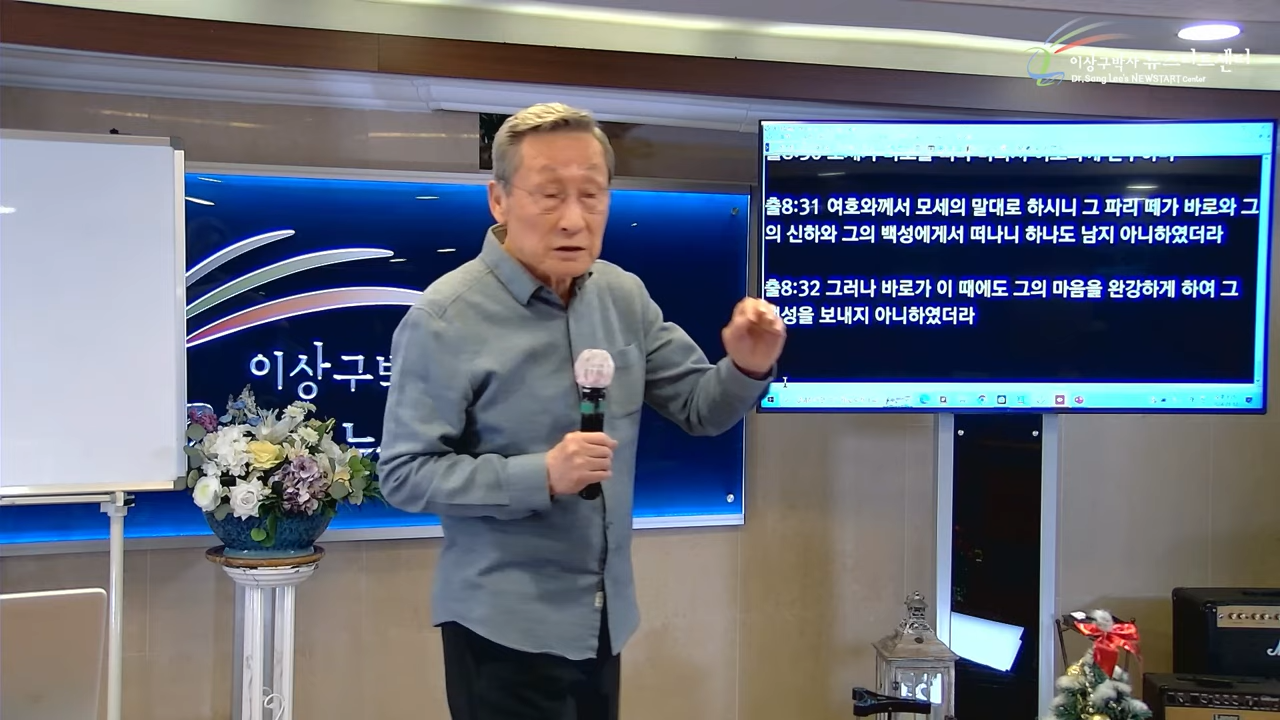 이상구박사 뉴스타트센터
Dr. Sang Lee's NEWSTART Center
출8:31 여호와께서 모세의 말대로 하시니 그 파리 떼가 바로와 그
의 신하와 그의 백성에게서 떠나니 하나도 남지 아니하였더라
출8:32 그러나 바로가 이 때에도 그의 마음을 완강하게 하여 그
백성을 보내지 아니하였더라
이상구박